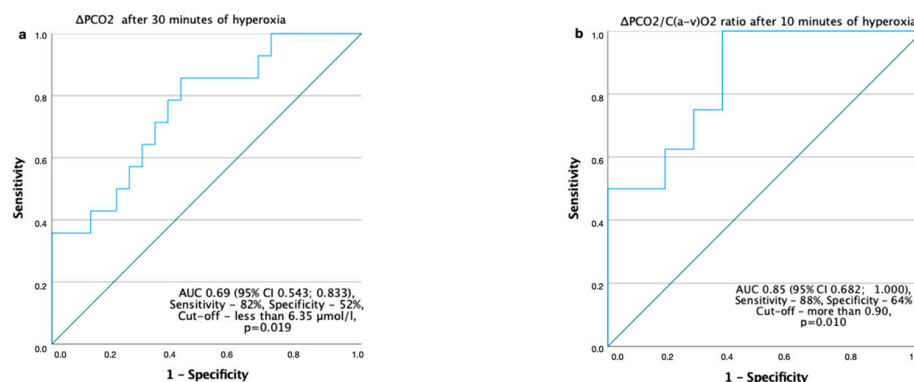 ΔPCO2 after 30 minutes of hyperoxia
a
1.0
0.8
0.6
0.4
0.2
0.0
Sensitivity
AUC 0.69 (95% CI 0.543; 0.833),
Sensitivity – 82%, Specificity – 52%,
Cut-off – less than 6.35 μmol/l,
p=0.019
0.0 0.2 0.4 0.6 0.8 1.0
1 – Specificity
ΔPCO2/C(a-v)O2 ratio after 10 minutes of hyperoxia
b
1.0
0.8
0.6
0.4
0.2
0.0
Sensitivity
AUC 0.85 (95% CI 0.682; 1.000),
Sensitivity – 88%, Specificity – 64%
Cut-off – more than 0.90,
p=0.010
0.0 0.2 0.4 0.6 0.8
1 – Specificity